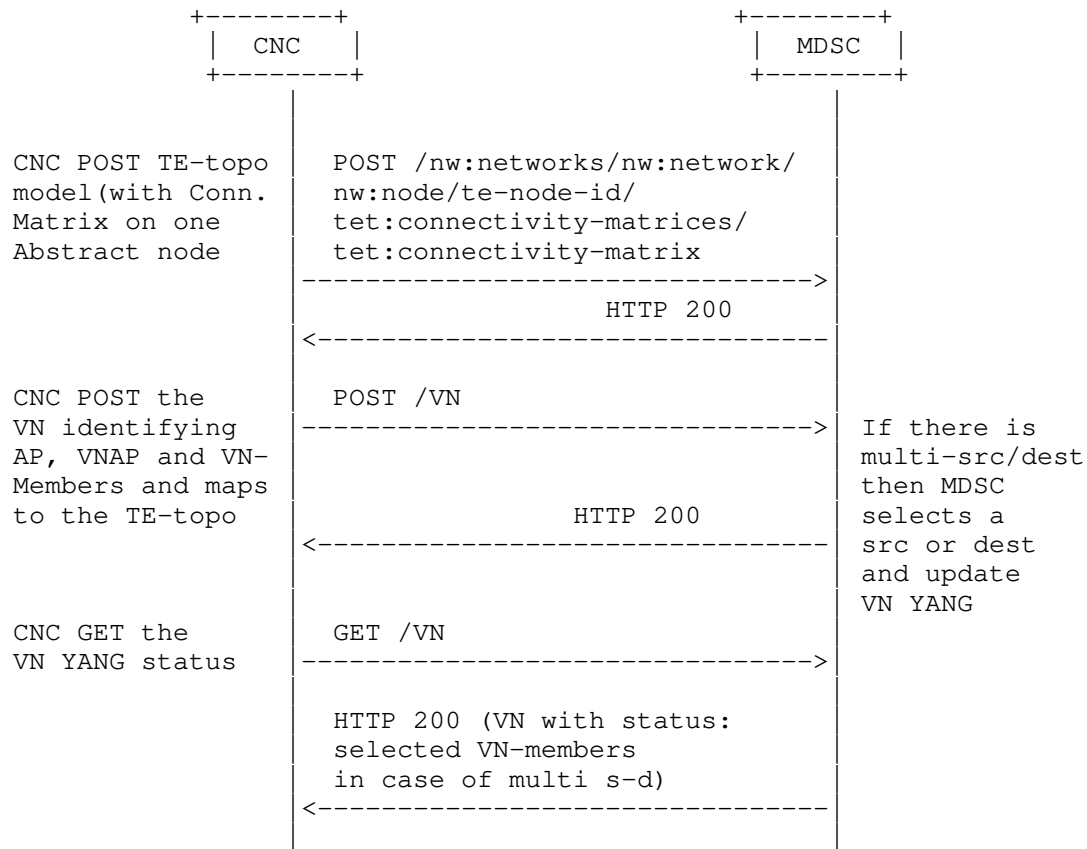 CNC
MDSC
CNC POST TE-topo
model(with Conn.
Matrix on one
Abstract node
POST /nw:networks/nw:network/
nw:node/te-node-id/
tet:connectivity-matrices/
tet:connectivity-matrix
HTTP 200
CNC POST the
VN identifying
AP, VNAP and VN-
Members and maps
to the TE-topo
POST /VN
If there is
multi-src/dest
then MDSC
selects a
src or dest
and update
VN YANG
HTTP 200
CNC GET the
VN YANG status
GET /VN
HTTP 200 (VN with status:
selected VN-members
in case of multi s-d)